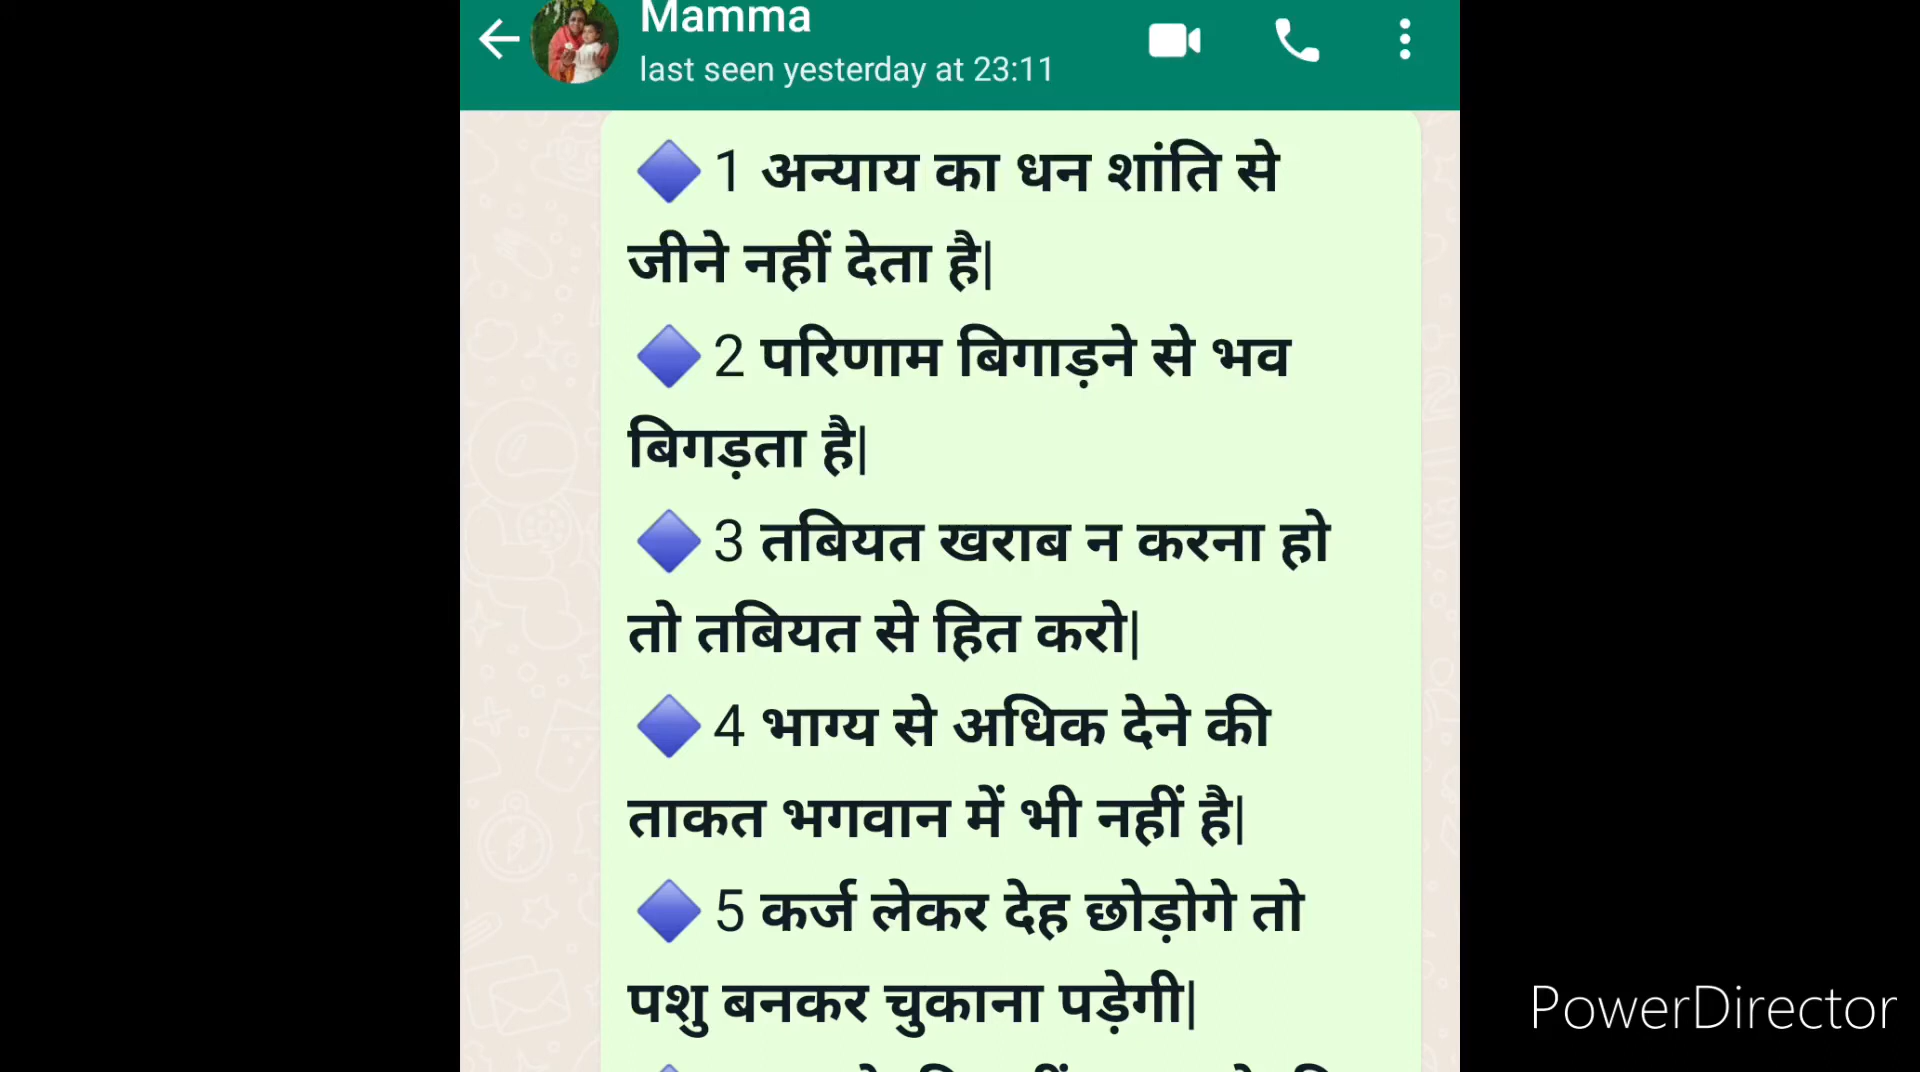 Mamma
last seen yesterday at 23:11
🔷 1 अन्याय का धन शांति से
जीने नहीं देता है|
🔷 2 परिणाम बिगाड़ने से भव
बिगड़ता है|
🔷 3 तबियत खराब न करना हो
तो तबियत से हित करो|
🔷 4 भाग्य से अधिक देने की
ताकत भगवान में भी नहीं है|
🔷 5 कर्ज लेकर देह छोड़ोगे तो
पशु बनकर चुकाना पड़ेगी|
PowerDirector